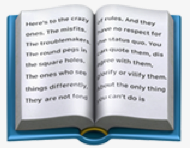 Here's to the crazy
ones. The misfits.
The troublemakers.
The round pegs in
the square holes.
The ones who see
things differently.
They are not fond
of rules. And they
have no respect for
the status quo. You
can quote them, dis
agree with them,
glorify or vilify them.
about the only thing
you can't do is